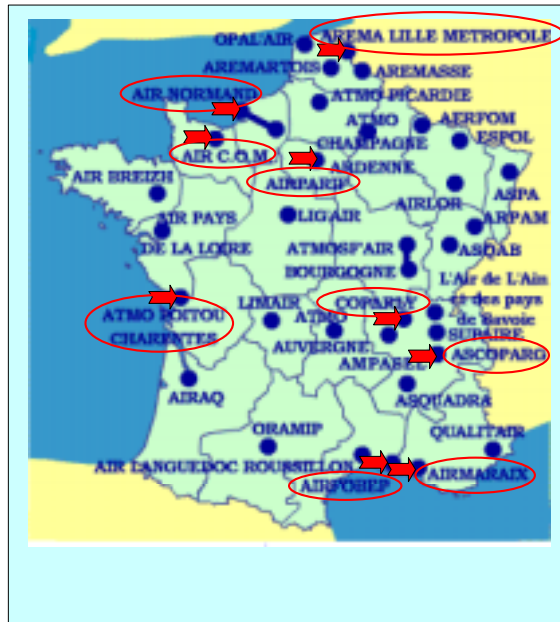 AREMA LILLE METROPOLE
OPAL'AIR
AREMARTOIS
AREMASSE
AIR NORMAND
ATMO PICARDIE
ATMO
CHAMPAGNE
ARDENNE
AERFOM
ESPOL
AIR C.O.M.
AIRPARIF
AIR BREIZH
AIRLOR
ASPA
ARPAM
AIR PAYS
DE LA LOIRE
LIG'AIR
ATMOSF'AIR
BOURGOGNE
ASQAB
L'Air de L'Ain
et des pays
de Savoie
COPARLY
ATMO POITOU
CHARENTES
LIMAIR
ATMO
AUVERGNE
SUPAIRE
AMPASEL
ASCOPARG
AIRAQ
ASQUADRA
ORAMIP
QUALITAIR
AIR LANGUEDOC ROUSSILLON
AIRFOBEP
AIRMARAIX